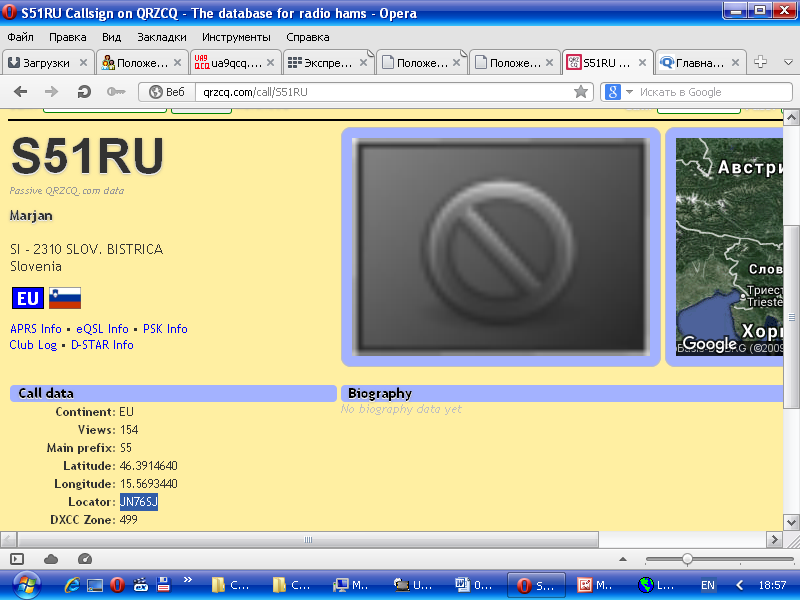 S51RU Callsign on QRZCQ - The database for radio hams - Opera
Файл Правка Вид Закладки Инструменты Справка
Загрузки Положе... ua9qcq.... Экспре... Положе... Положе... S51RU ... Главна...
Веб qrzcq.com/call/S51RU Искать в Google
S51RU
Passive QRZCQ.com data
Marjan
SI - 2310 SLOV. BISTRICA
Slovenia
EU
APRS Info • eQSL Info • PSK Info
Club Log • D-STAR Info
Австри
Слов
Триест
Trieste
Хорв
Google
Call data
Continent: EU
Views: 154
Main prefix: S5
Latitude: 46.3914640
Longitude: 15.5693440
Locator: JN76SJ
DXCC Zone: 499
Biography
No biography data yet
C... C... M... U... 0... S... M... L... EN 18:57